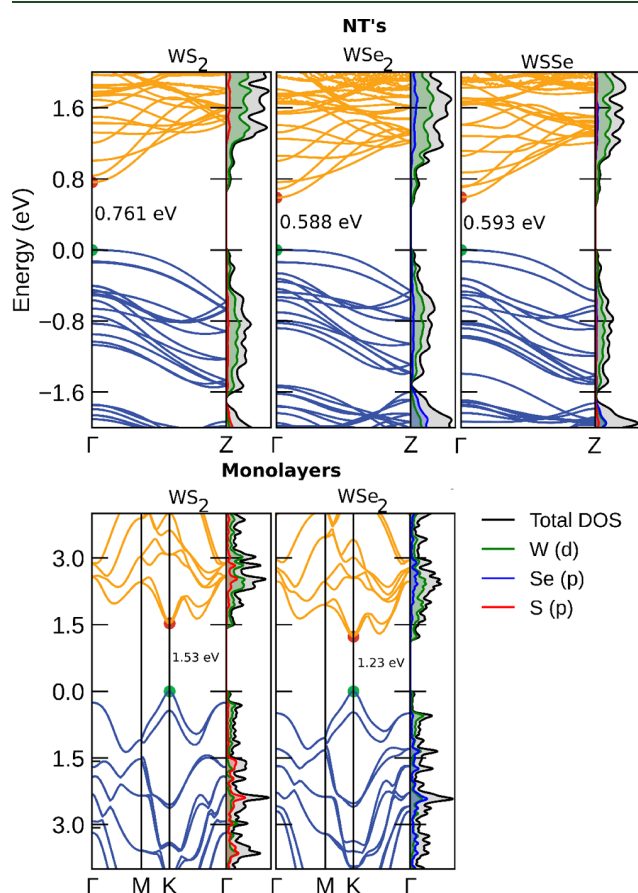 NT's
WS2 WSe2 WSSe
1.6
0.8
0.0
−0.8
−1.6
Energy (eV)
0.761 eV 0.588 eV 0.593 eV
Γ Z Γ Z Γ Z
Monolayers
WS2 WSe2
3.0
1.5
0.0
1.5
3.0
1.53 eV 1.23 eV
Γ M K Γ M K Γ
Total DOS
W (d)
Se (p)
S (p)